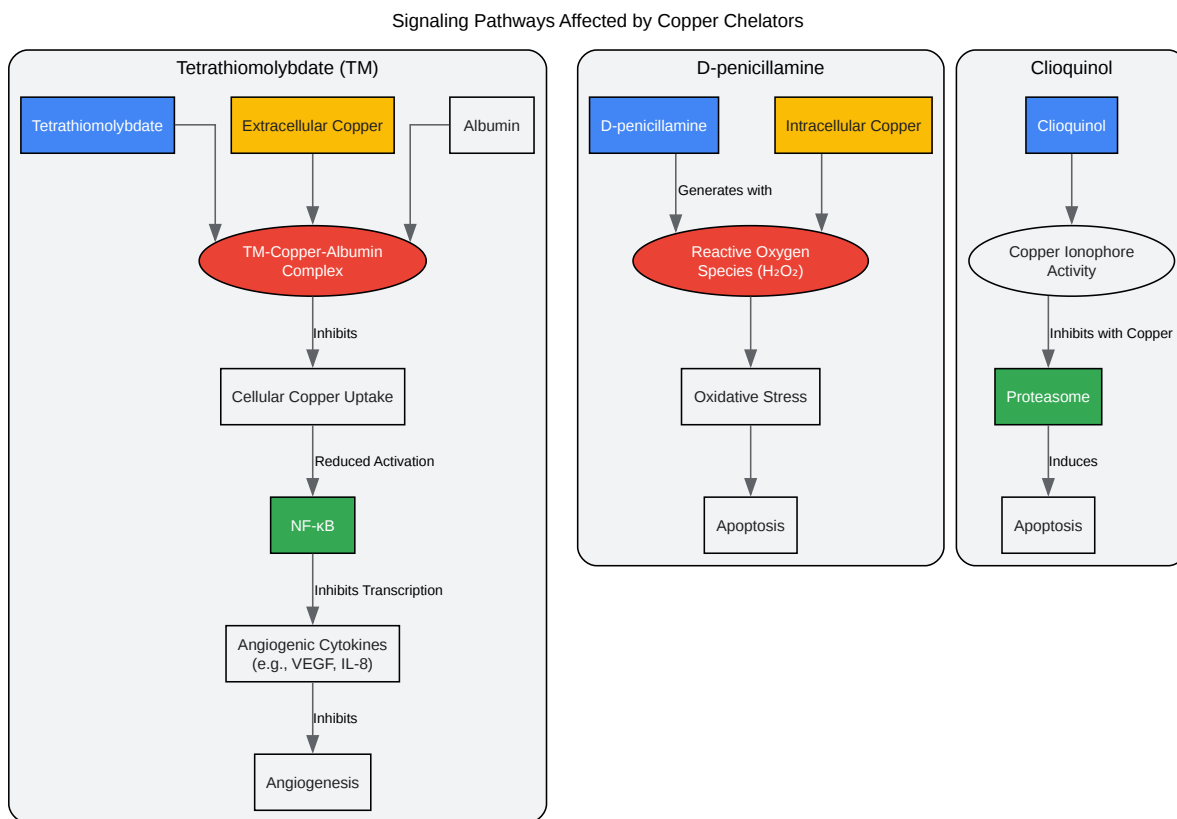 Signaling Pathways Affected by Copper Chelators
Tetrathiomolybdate (TM)
Tetrathiomolybdate
Extracellular Copper
Albumin
TM-Copper-Albumin
Complex
Inhibits
Cellular Copper Uptake
Reduced Activation
NF-κB
Inhibits Transcription
Angiogenic Cytokines
(e.g., VEGF, IL-8)
Inhibits
Angiogenesis
D-penicillamine
D-penicillamine
Intracellular Copper
Generates with
Reactive Oxygen
Species (H₂O₂)
Oxidative Stress
Apoptosis
Clioquinol
Clioquinol
Copper Ionophore
Activity
Inhibits with Copper
Proteasome
Induces
Apoptosis